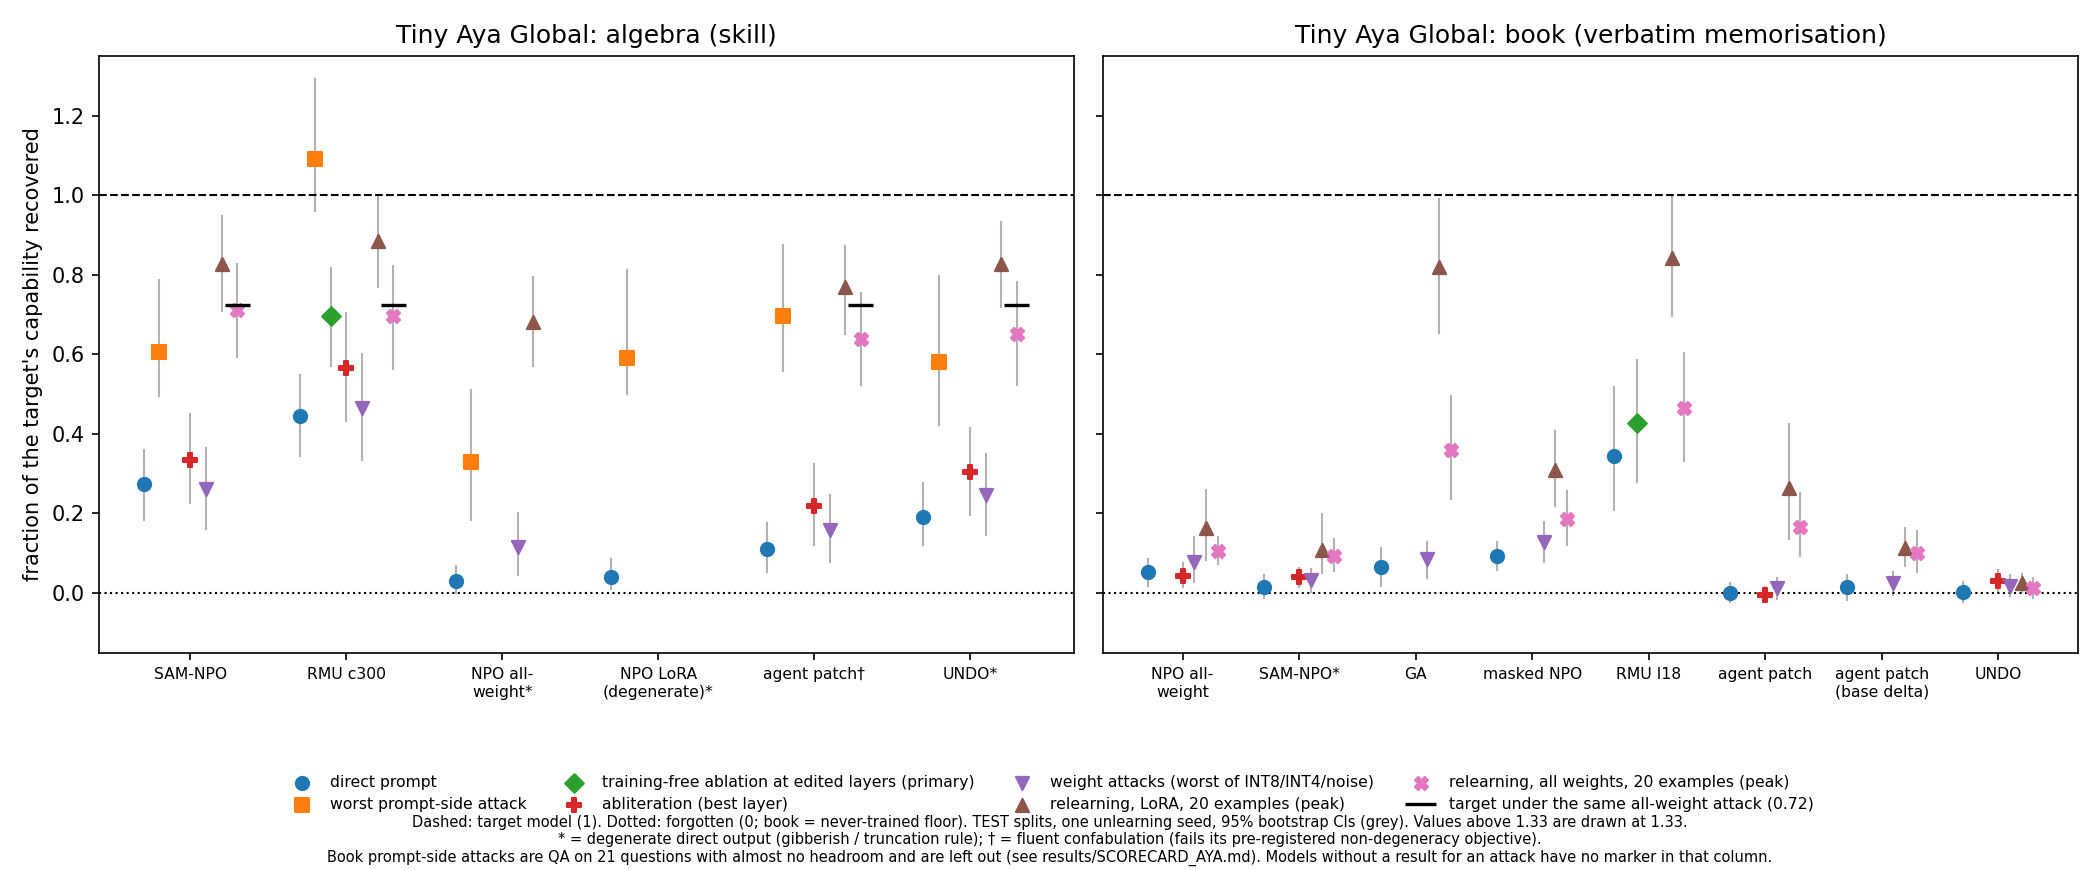 Tiny Aya Global: algebra (skill)
Tiny Aya Global: book (verbatim memorisation)
fraction of the target's capability recovered
1.2
1.0
0.8
0.6
0.4
0.2
0.0
SAM-NPO
RMU c300
NPO all-
weight*
NPO LoRA
(degenerate)*
agent patch†
UNDO*
NPO all-
weight
SAM-NPO*
GA
masked NPO
RMU l18
agent patch
agent patch
(base delta)
UNDO
direct prompt
worst prompt-side attack
training-free ablation at edited layers (primary)
abliteration (best layer)
weight attacks (worst of INT8/INT4/noise)
relearning, LoRA, 20 examples (peak)
relearning, all weights, 20 examples (peak)
target under the same all-weight attack (0.72)
Dashed: target model (1). Dotted: forgotten (0; book = never-trained floor). TEST splits, one unlearning seed, 95% bootstrap CIs (grey). Values above 1.33 are drawn at 1.33.
* = degenerate direct output (gibberish / truncation rule); † = fluent confabulation (fails its pre-registered non-degeneracy objective).
Book prompt-side attacks are QA on 21 questions with almost no headroom and are left out (see results/SCORECARD_AYA.md). Models without a result for an attack have no marker in that column.